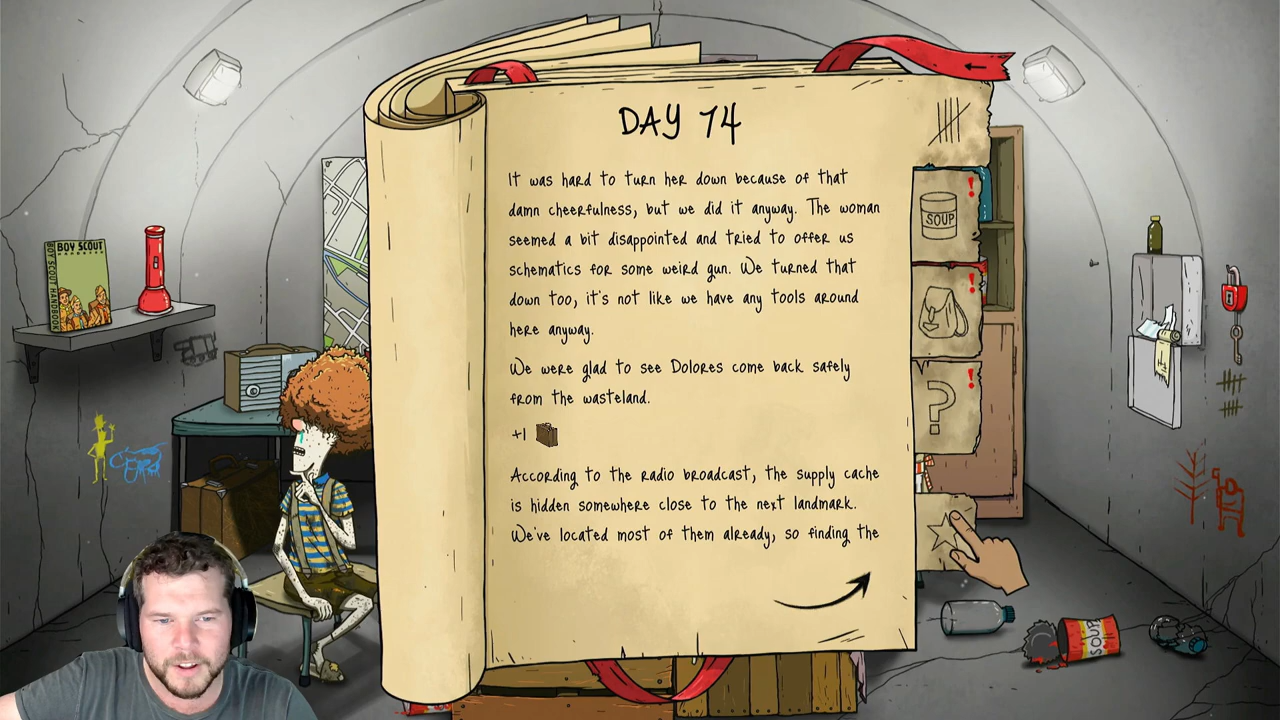 DAY 14
It was hard to turn her down because of that
damn cheerfulness, but we did it anyway. The woman
seemed a bit disappointed and tried to offer us
schematics for some weird gun. We turned that
down too, it's not like we have any tools around
here anyway.
We were glad to see Dolores come back safely
from the wasteland.
+1
According to the radio broadcast, the supply cache
is hidden somewhere close to the next landmark.
We've located most of them already, so finding the
SOUP
!
!
?
!
BOY SCOUT
BOY SCOUT HANDBOOK
SOUP